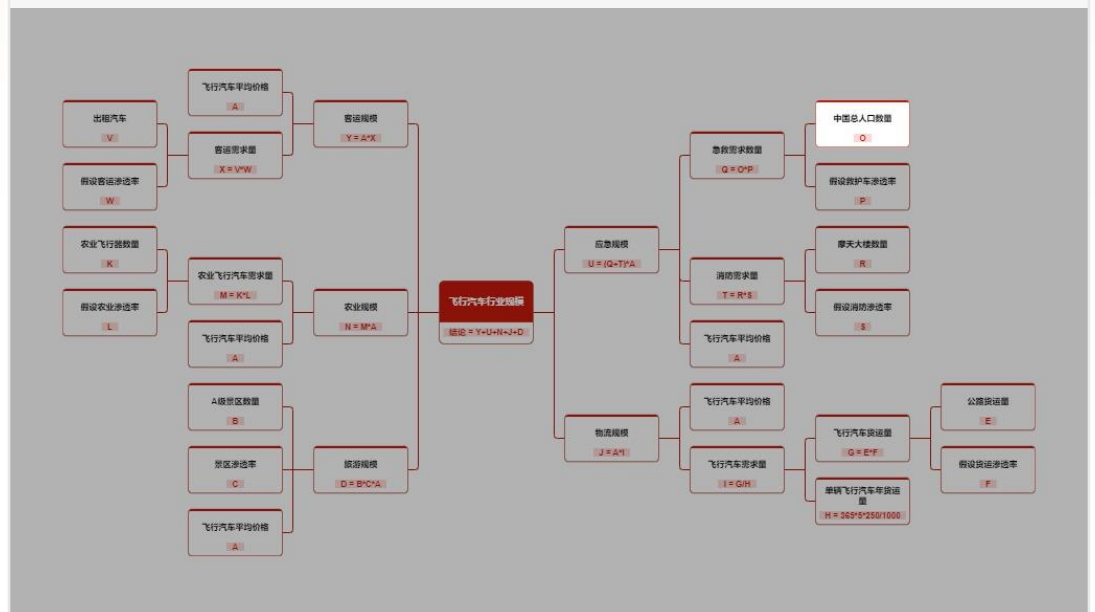 飞行汽车平均价格
A
出租汽车
V
客运规模
Y = A*X
客运需求量
X = V*W
假设客运渗透率
W
农业飞行器数量
K
农业飞行汽车需求量
M = K*L
假设农业渗透率
L
农业规模
N = M*A
飞行汽车平均价格
A
A级景区数量
B
景区渗透率
C
旅游规模
D = B*C*A
飞行汽车平均价格
A
飞行汽车行业规模
结论 = Y+U+N+J+D
中国总人口数量
O
急救需求数量
Q = O*P
假设救护车渗透率
P
应急规模
U = (Q+T)*A
摩天大楼数量
R
消防需求量
T = R*S
假设消防渗透率
S
飞行汽车平均价格
A
飞行汽车平均价格
A
物流规模
J = A*I
公路货运量
E
飞行汽车货运量
G = E*F
飞行汽车需求量
I = G/H
假设货运渗透率
F
单辆飞行汽车年货运
量
H = 365*5*250/1000